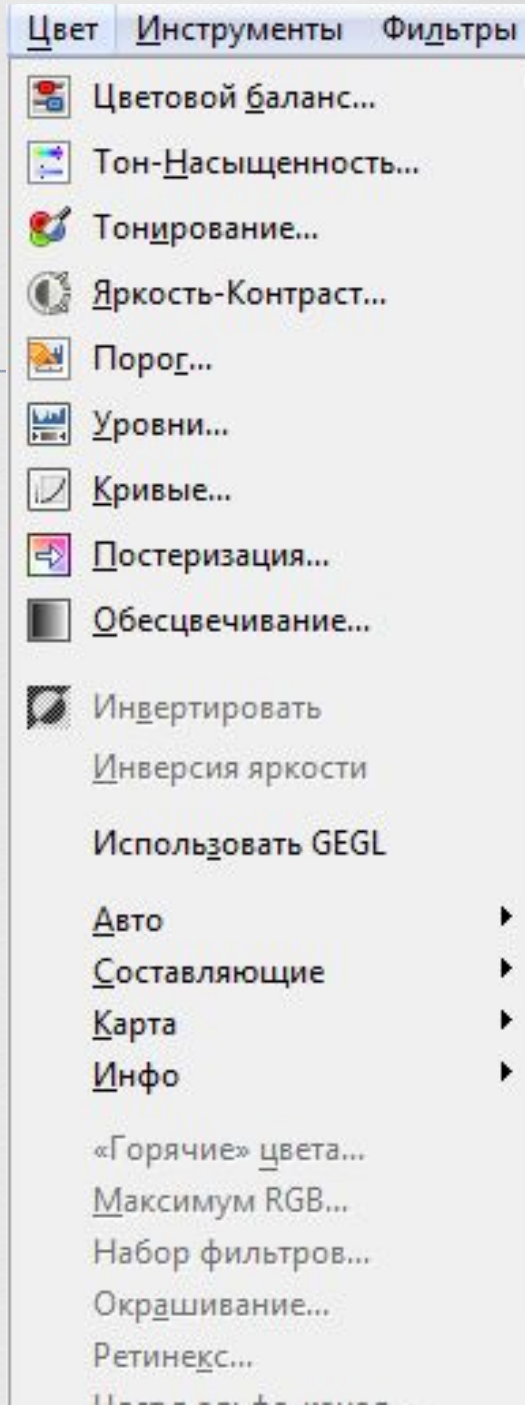 Цвет Инструменты Фильтры
Цветовой баланс...
Тон-Насыщенность...
Тонирование...
Яркость-Контраст...
Порог...
Уровни...
Кривые...
Постеризация...
Обесцвечивание...
Инвертировать
Инверсия яркости
Использовать GEGL
Авто
Составляющие
Карта
Инфо
«Горячие» цвета...
Максимум RGB...
Набор фильтров...
Окрашивание...
Ретинекс...